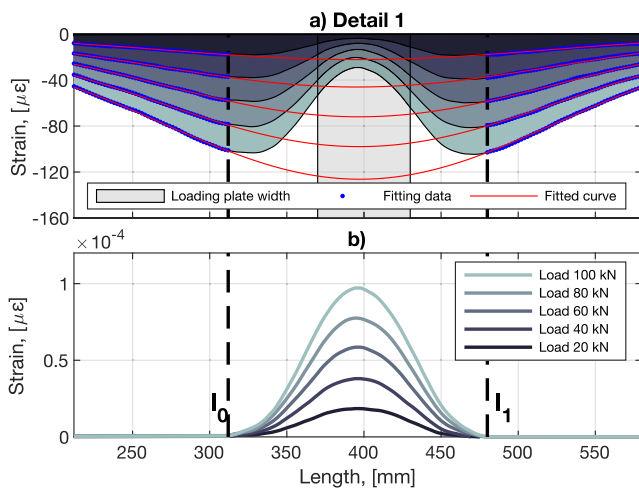 a) Detail 1
0
-40
-80
-120
-160
Strain, [με]
Loading plate width
Fitting data
Fitted curve
× 10⁻⁴
b)
1
0.5
0
Strain, [με]
Load 100 kN
Load 80 kN
Load 60 kN
Load 40 kN
Load 20 kN
l₀
l₁
250 300 350 400 450 500 550
Length, [mm]